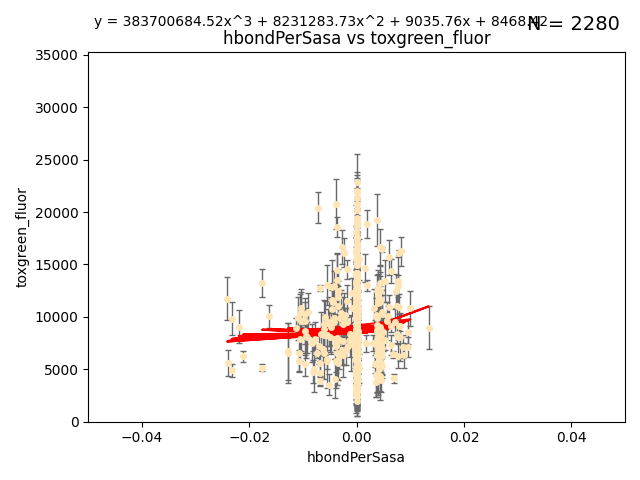 y = 383700684.52x^3 + 8231283.73x^2 + 9035.76x + 8468.42
N = 2280
hbondPerSasa vs toxgreen_fluor
35000
30000
25000
20000
15000
10000
5000
0
toxgreen_fluor
−0.04
−0.02
0.00
0.02
0.04
hbondPerSasa